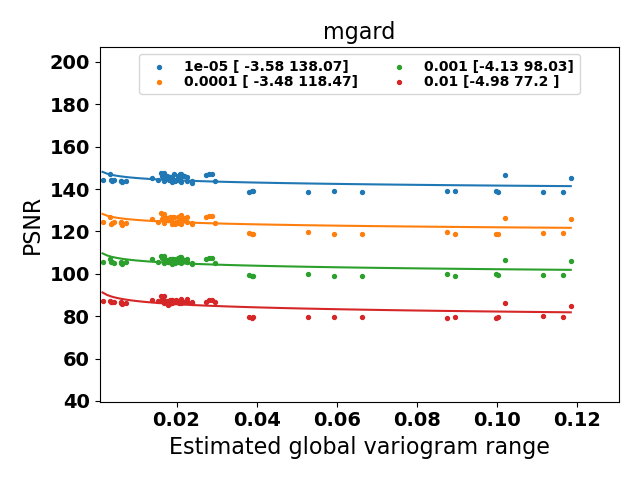 mgard
1e-05 [ -3.58 138.07]
0.0001 [ -3.48 118.47]
0.001 [-4.13 98.03]
0.01 [-4.98 77.2 ]
200
180
160
140
120
100
80
60
40
PSNR
0.02 0.04 0.06 0.08 0.10 0.12
Estimated global variogram range